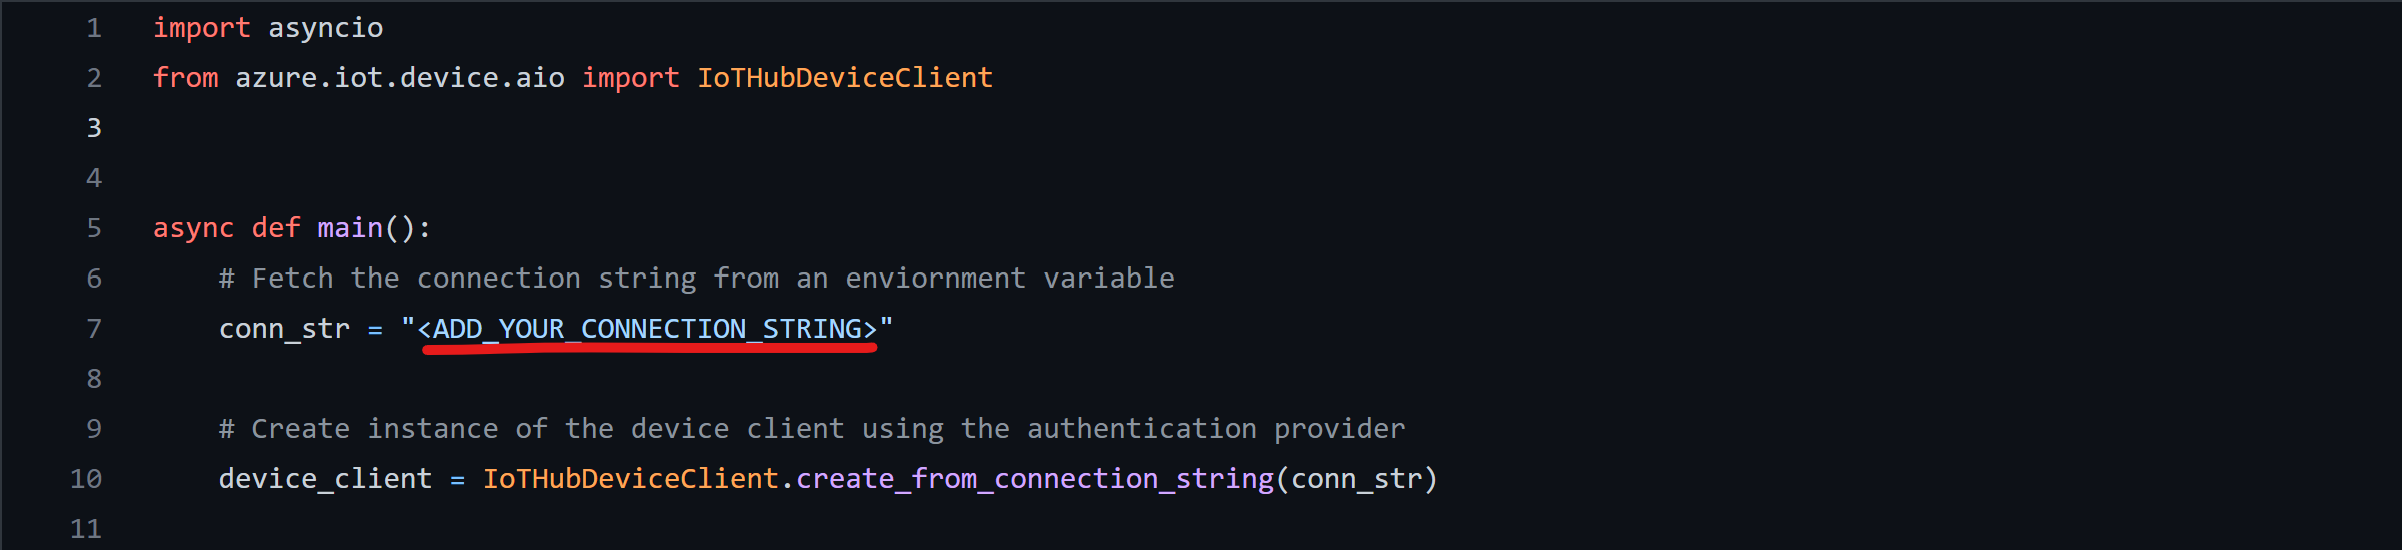 1 import asyncio
2 from azure.iot.device.aio import IoTHubDeviceClient
3
4
5 async def main():
6 # Fetch the connection string from an enviornment variable
7 conn_str = "<ADD_YOUR_CONNECTION_STRING>"
8
9 # Create instance of the device client using the authentication provider
10 device_client = IoTHubDeviceClient.create_from_connection_string(conn_str)
11